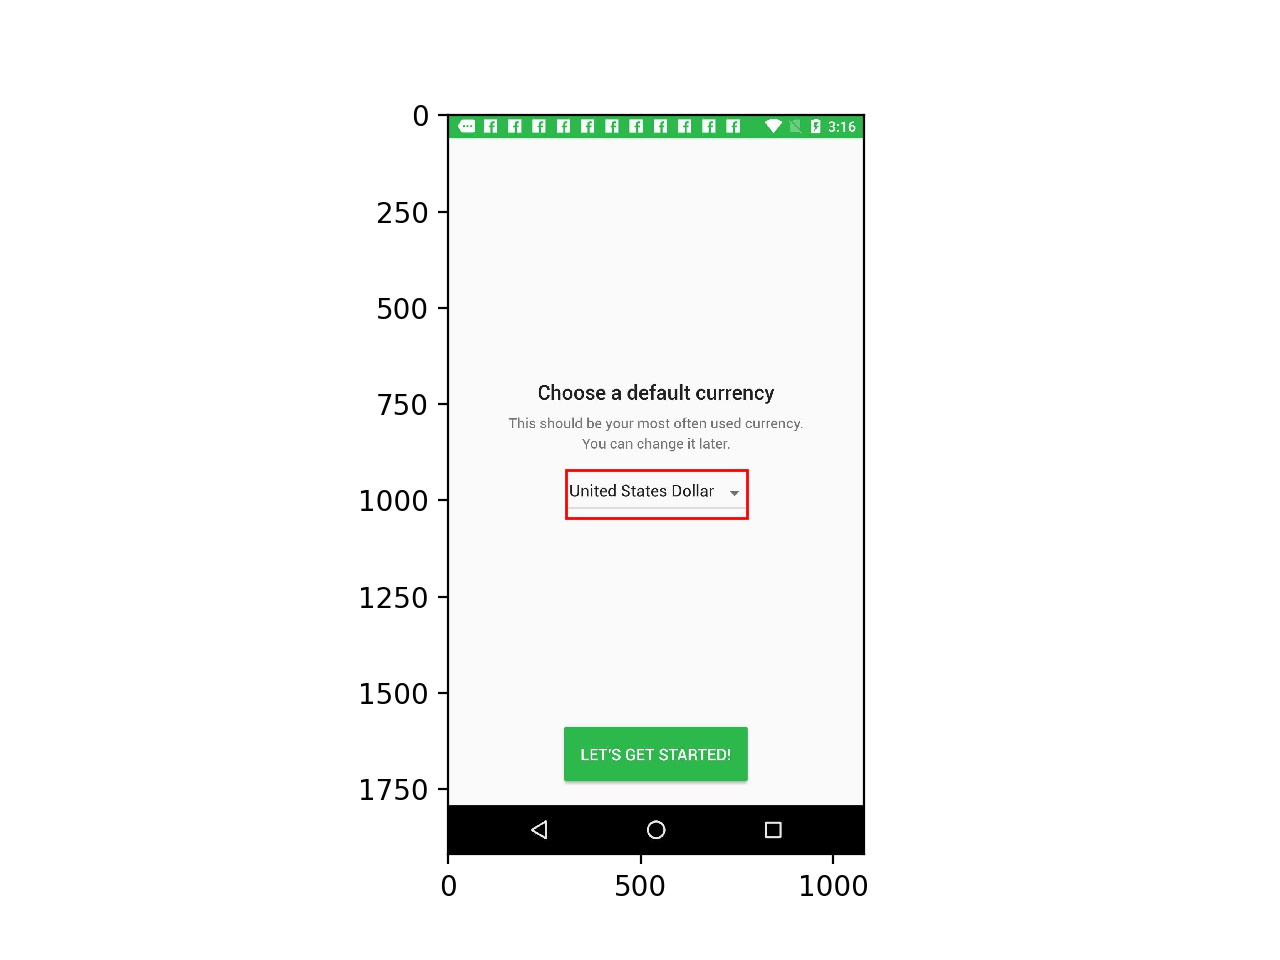 3:16
Choose a default currency
This should be your most often used currency.
You can change it later.
United States Dollar
LET'S GET STARTED!
0
250
500
750
1000
1250
1500
1750
0 500 1000